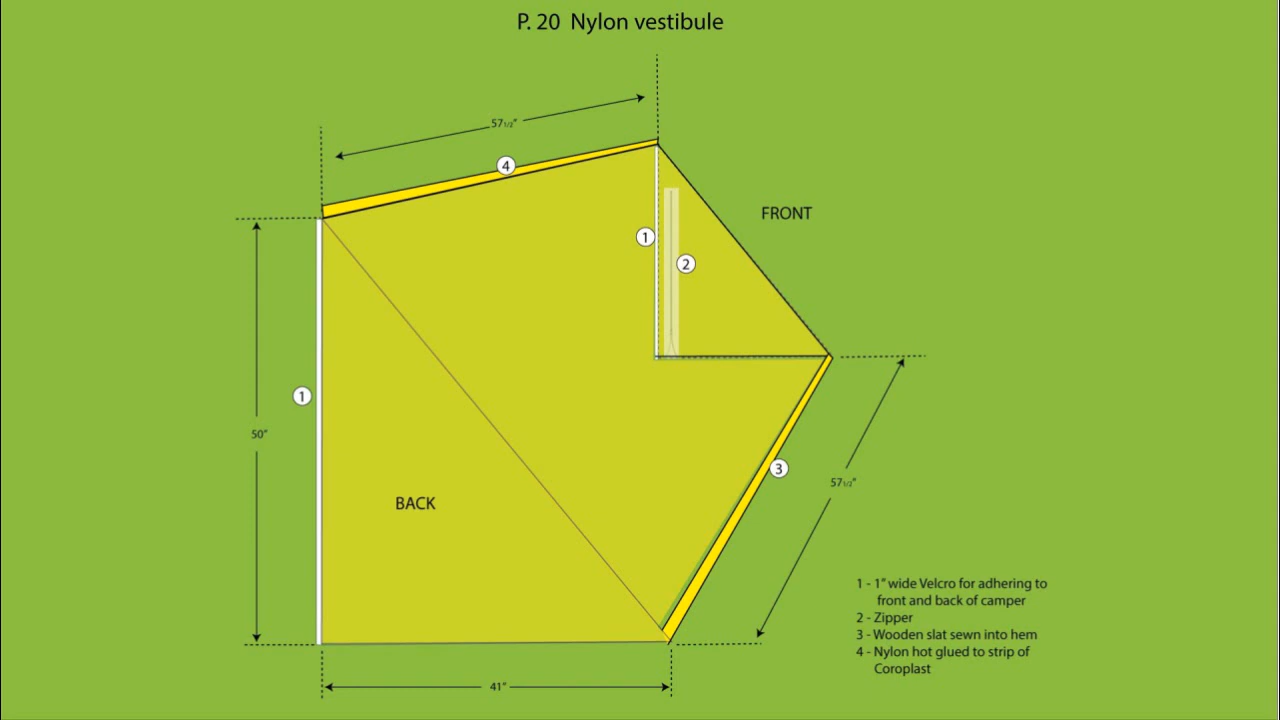 P. 20 Nylon vestibule
57 1/2"
4
FRONT
1
2
1
50"
3
57 1/2"
BACK
1 - 1" wide Velcro for adhering to
front and back of camper
2 - Zipper
3 - Wooden slat sewn into hem
4 - Nylon hot glued to strip of
Coroplast
41"